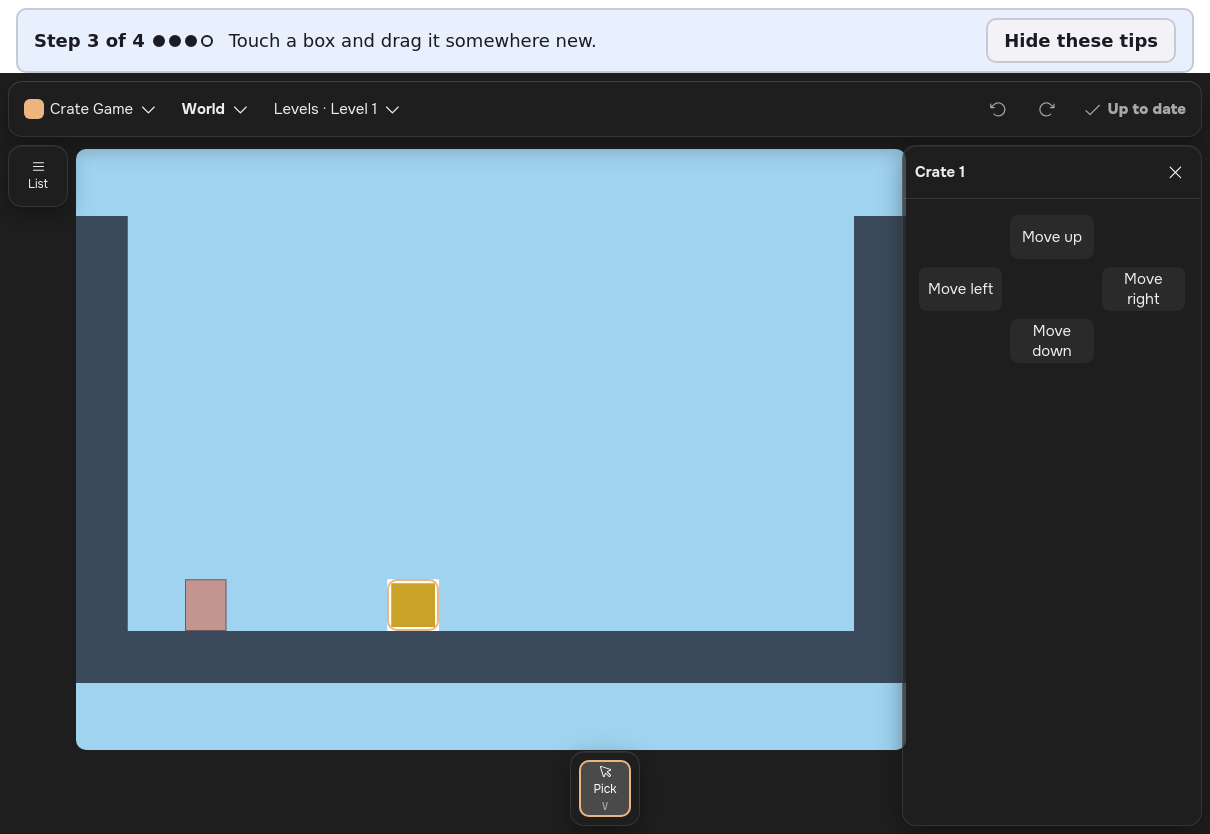 Step 3 of 4 Touch a box and drag it somewhere new. Hide these tips
Crate Game World Levels · Level 1 Up to date
List
Crate 1
Move up
Move left
Move
right
Move
down
Pick
V